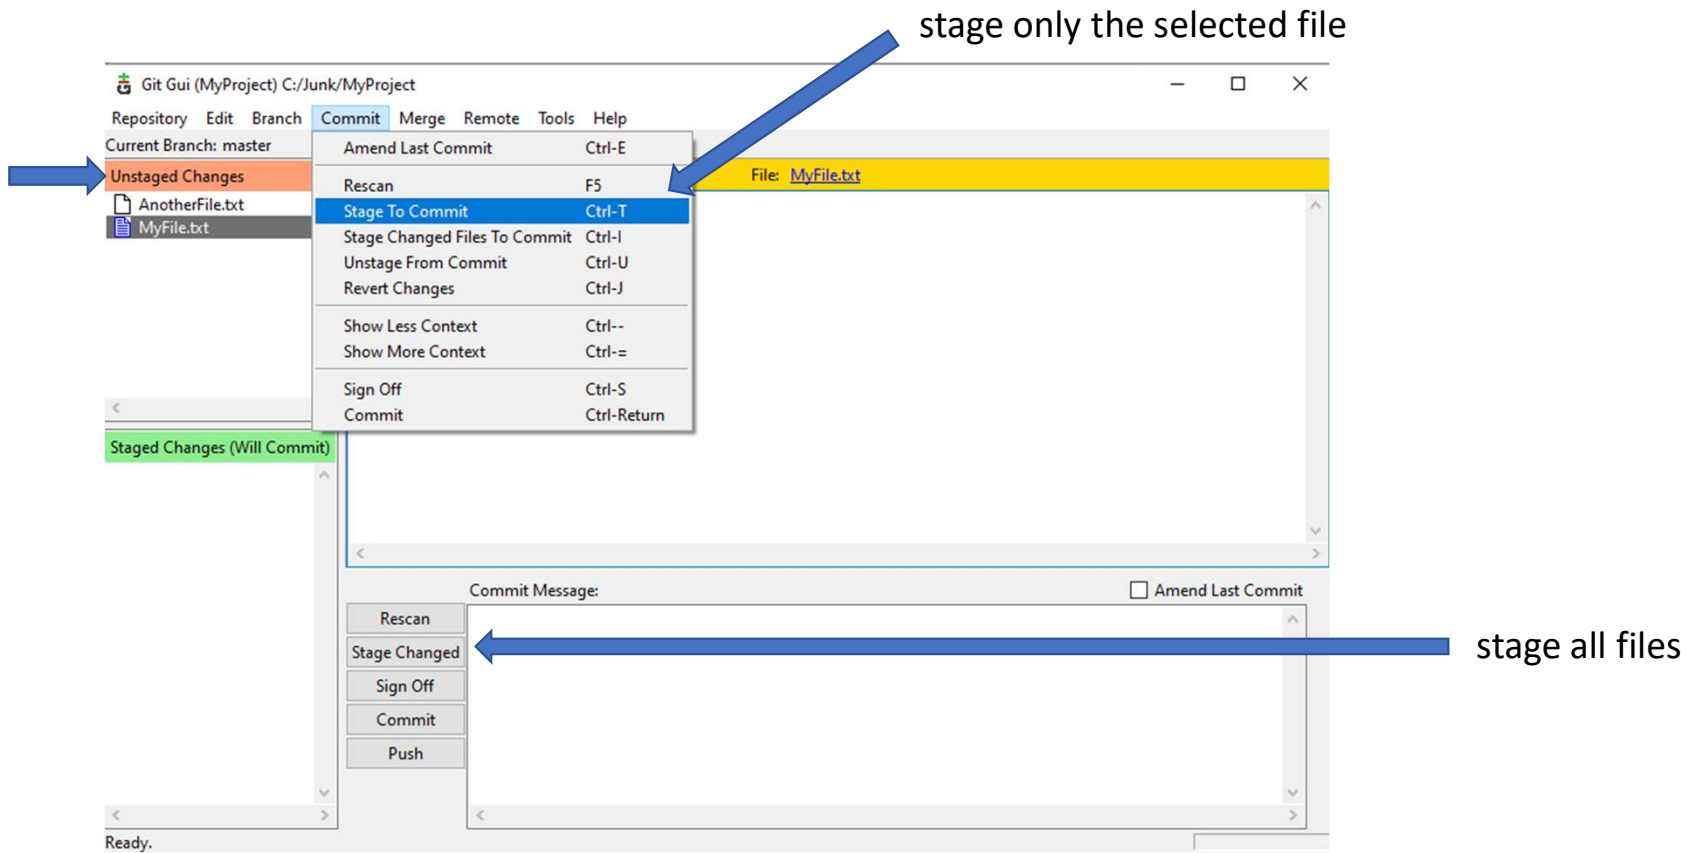 stage only the selected file
Git Gui (MyProject) C:/Junk/MyProject
Repository Edit Branch Commit Merge Remote Tools Help
Current Branch: master
Amend Last Commit Ctrl-E
Unstaged Changes
File: MyFile.txt
Rescan F5
AnotherFile.txt
Stage To Commit Ctrl-T
MyFile.txt
Stage Changed Files To Commit Ctrl-I
Unstage From Commit Ctrl-U
Revert Changes Ctrl-J
Show Less Context Ctrl--
Show More Context Ctrl-=
Sign Off Ctrl-S
Commit Ctrl-Return
Staged Changes (Will Commit)
Commit Message:
Amend Last Commit
Rescan
Stage Changed
stage all files
Sign Off
Commit
Push
Ready.